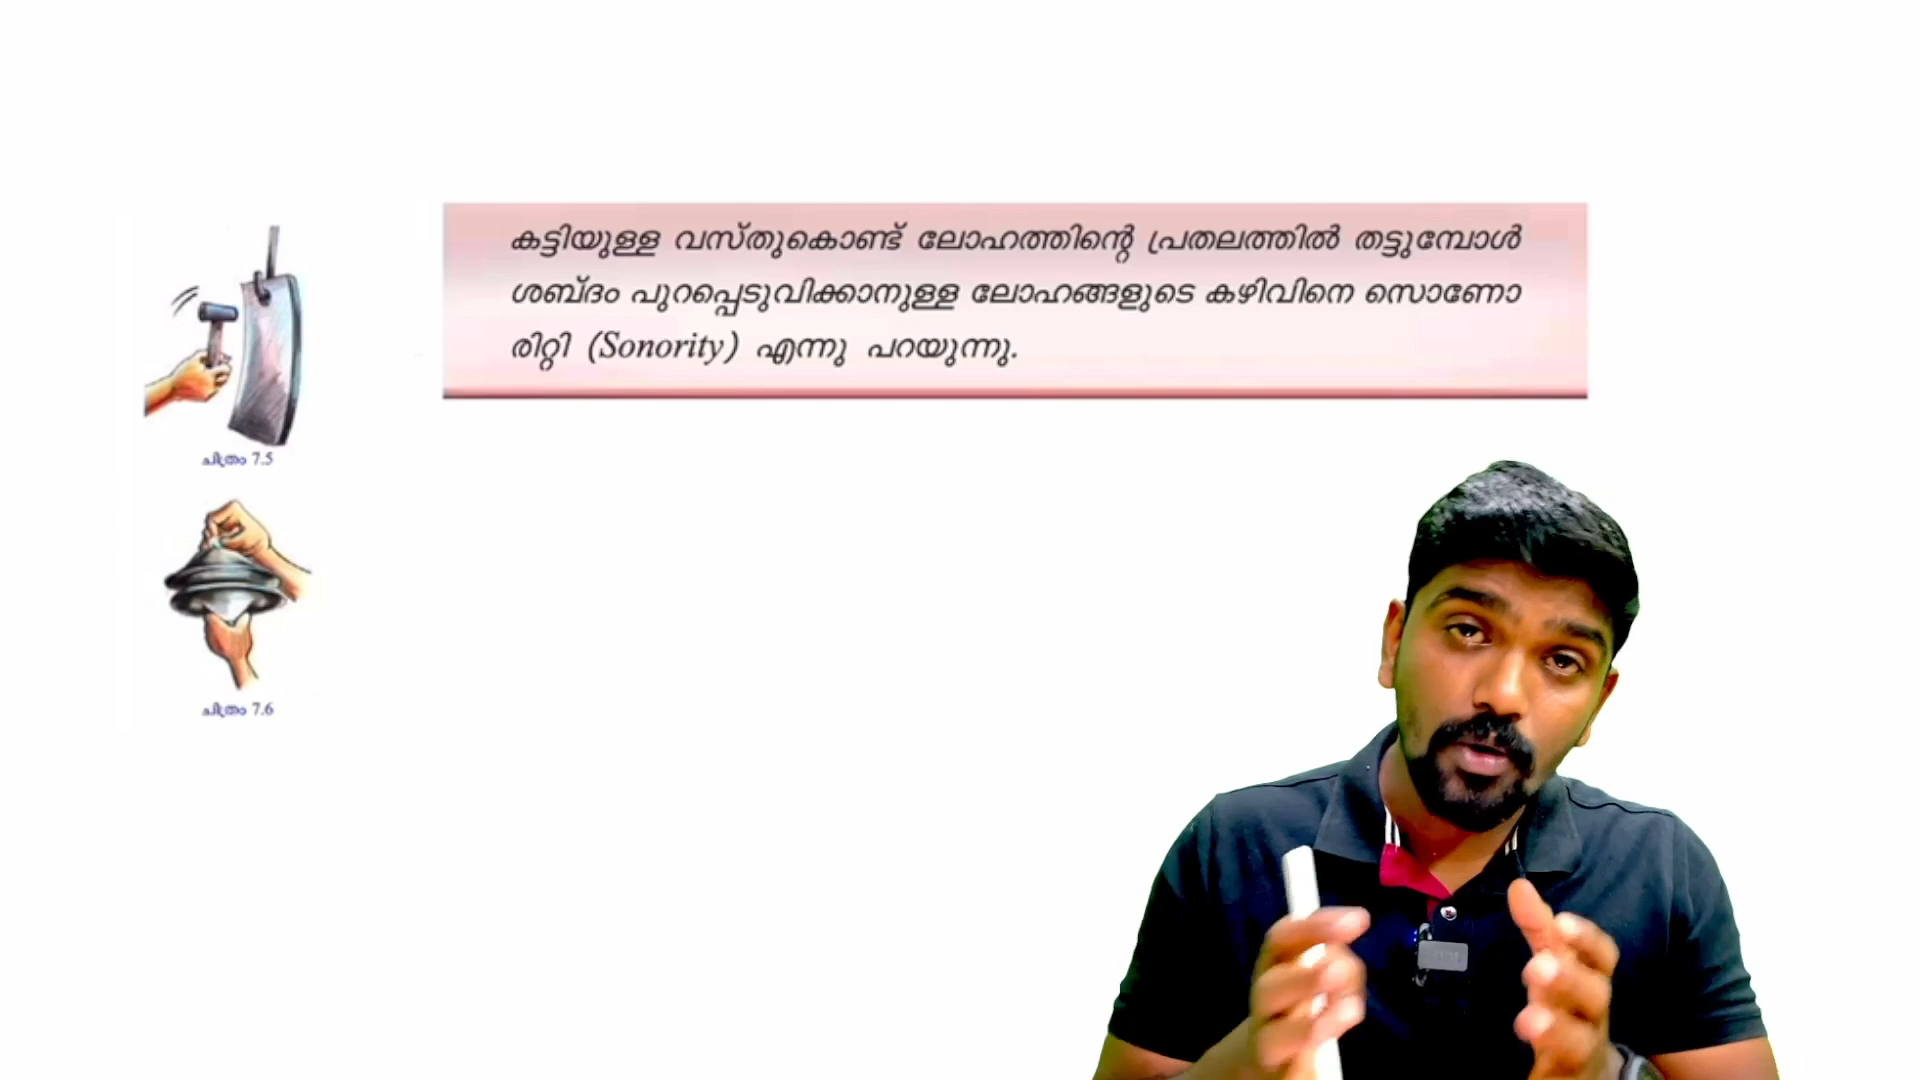 കട്ടിയുള്ള വസ്തുകൊണ്ട് ലോഹത്തിന്റെ പ്രതലത്തിൽ തട്ടുമ്പോൾ
ശബ്ദം പുറപ്പെടുവിക്കാനുള്ള ലോഹങ്ങളുടെ കഴിവിനെ സൊണോ
രിറ്റി (Sonority) എന്നു പറയുന്നു.
ചിത്രം 7.5
ചിത്രം 7.6